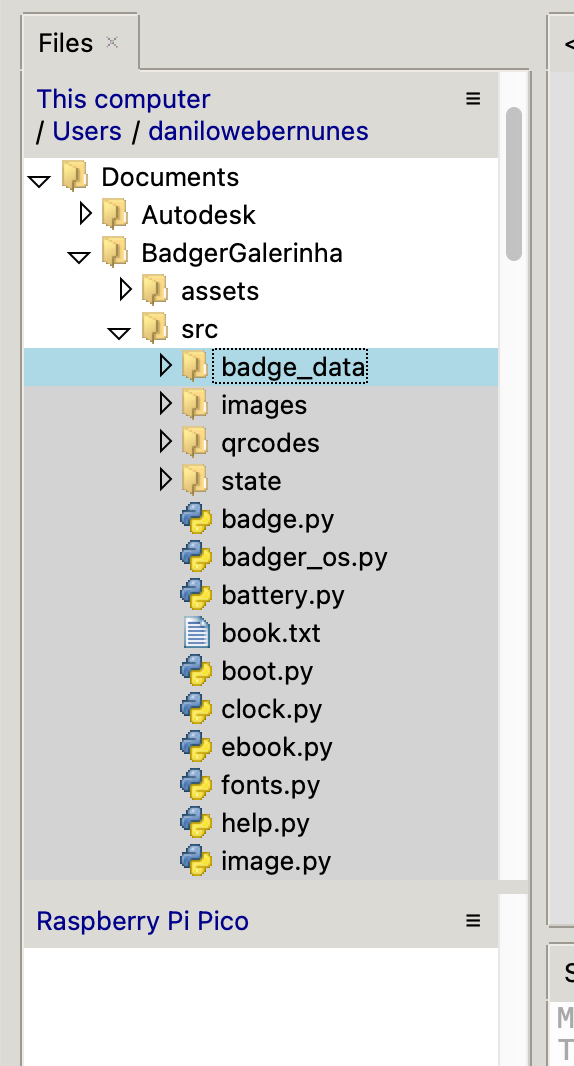 Files ×
This computer
/ Users / danilowebernunes
Documents
Autodesk
BadgerGalerinha
assets
src
badge_data
images
qrcodes
state
badge.py
badger_os.py
battery.py
book.txt
boot.py
clock.py
ebook.py
fonts.py
help.py
image.py
Raspberry Pi Pico